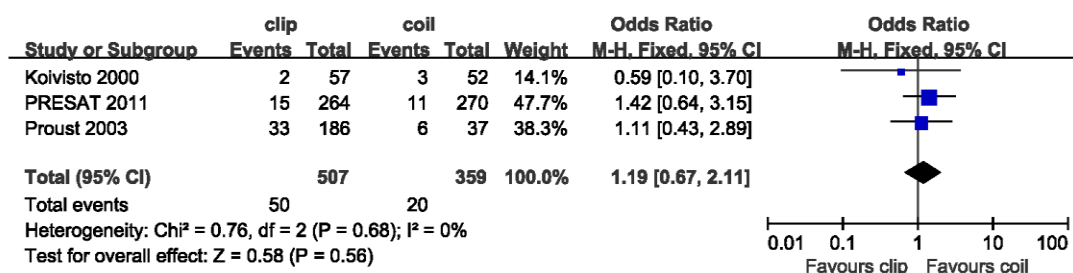 clip coil Odds Ratio Odds Ratio
Study or Subgroup Events Total Events Total Weight M-H, Fixed, 95% CI M-H, Fixed, 95% CI
Koivisto 2000 2 57 3 52 14.1% 0.59 [0.10, 3.70]
PRESAT 2011 15 264 11 270 47.7% 1.42 [0.64, 3.15]
Proust 2003 33 186 6 37 38.3% 1.11 [0.43, 2.89]
Total (95% CI) 507 359 100.0% 1.19 [0.67, 2.11]
Total events 50 20
Heterogeneity: Chi² = 0.76, df = 2 (P = 0.68); I² = 0%
Test for overall effect: Z = 0.58 (P = 0.56)
0.01 0.1 1 10 100
Favours clip Favours coil